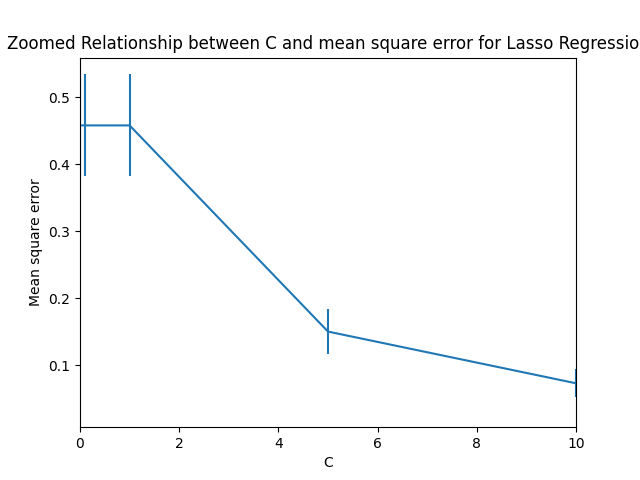 Zoomed Relationship between C and mean square error for Lasso Regressio
Mean square error
0.5
0.4
0.3
0.2
0.1
0 2 4 6 8 10
C